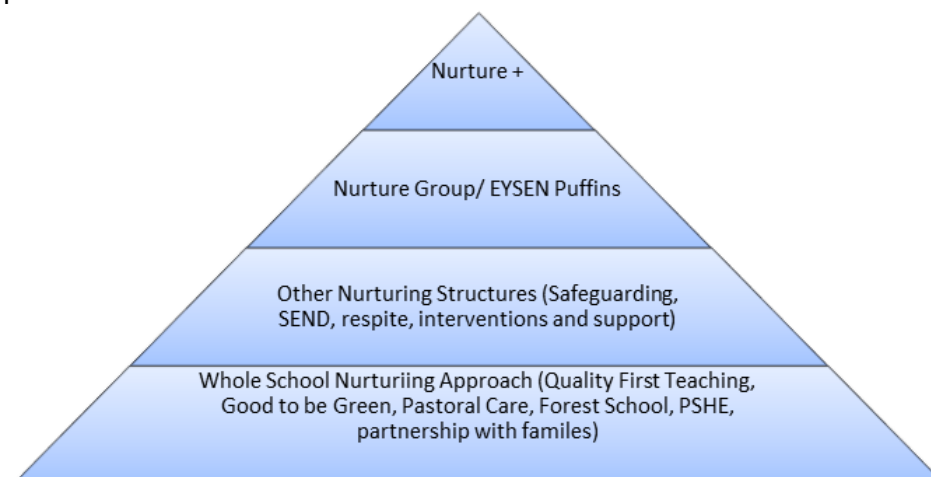 Nurture +
Nurture Group/ EYSEN Puffins
Other Nurturing Structures (Safeguarding,
SEND, respite, interventions and support)
Whole School Nurturiing Approach (Quality First Teaching,
Good to be Green, Pastoral Care, Forest School, PSHE,
partnership with familes)